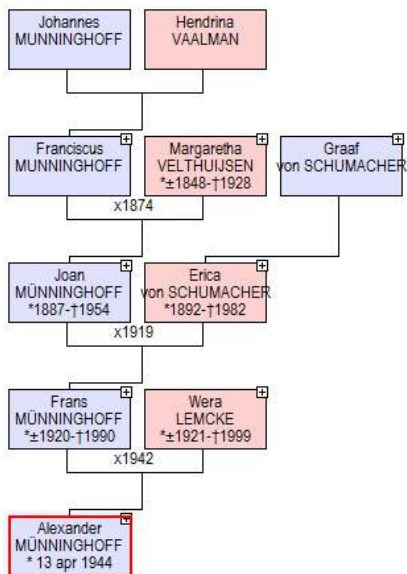 Johannes
MUNNINGHOFF
Hendrina
VAALMAN
Franciscus
MUNNINGHOFF
Margaretha
VELTHUIJSEN
*±1848-†1928
Graaf
von SCHUMACHER
x1874
Joan
MÜNNINGHOFF
*1887-†1954
Erica
von SCHUMACHER
*1892-†1982
x1919
Frans
MÜNNINGHOFF
*±1920-†1990
Wera
LEMCKE
*±1921-†1999
x1942
Alexander
MÜNNINGHOFF
* 13 apr 1944